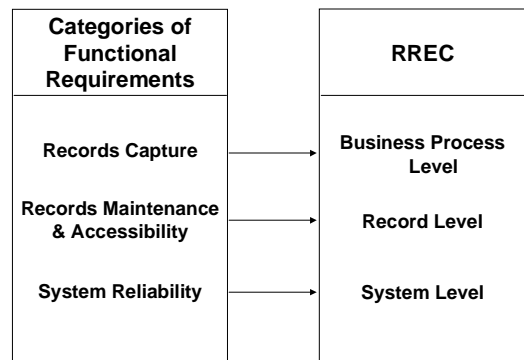 Categories of
Functional
Requirements
RREC
Records Capture
Business Process
Level
Records Maintenance
& Accessibility
Record Level
System Reliability
System Level